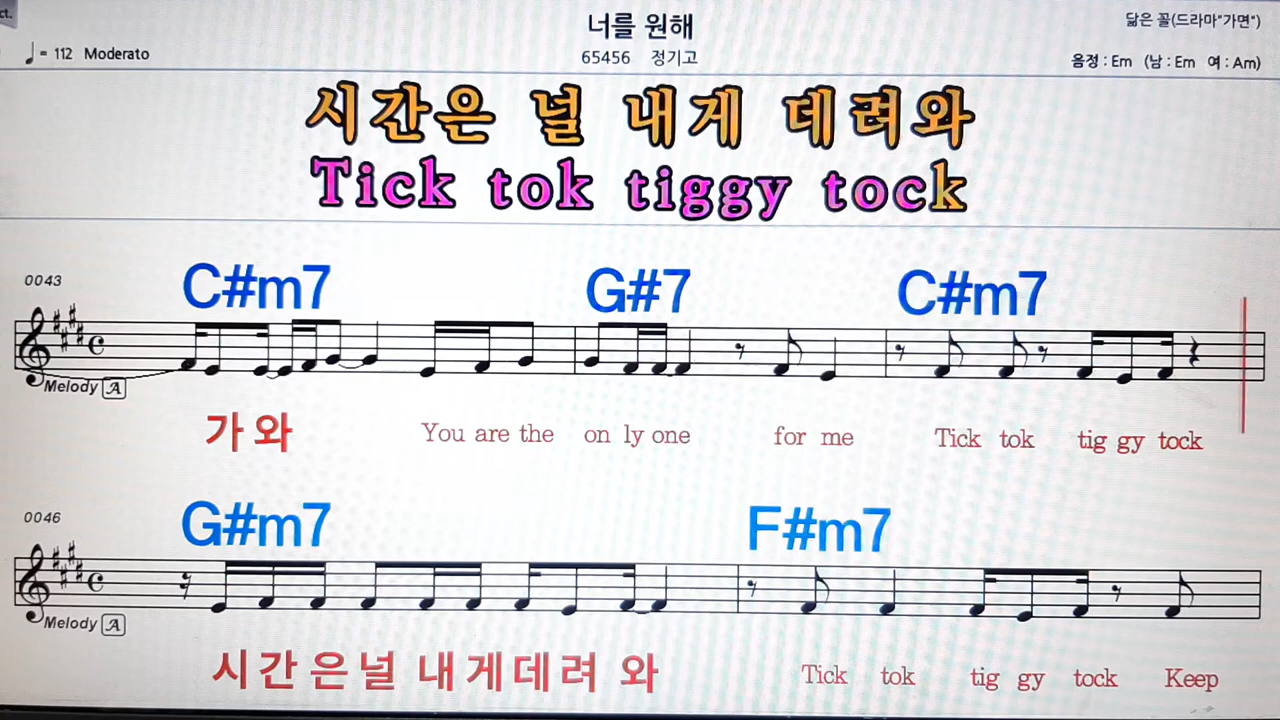 ct.
너를 원해
닮은 꼴(드라마"가면")
♩= 112 Moderato
65456 정기고
음정 : Em (남 : Em 여 : Am)
시간은 널 내게 데려와
Tick tok tiggy tock
0043
C#m7 G#7 C#m7
Melody A
가 와 You are the on ly one for me Tick tok tig gy tock
0046
G#m7 F#m7
Melody A
시 간 은 널 내 게 데 려 와 Tick tok tig gy tock Keep